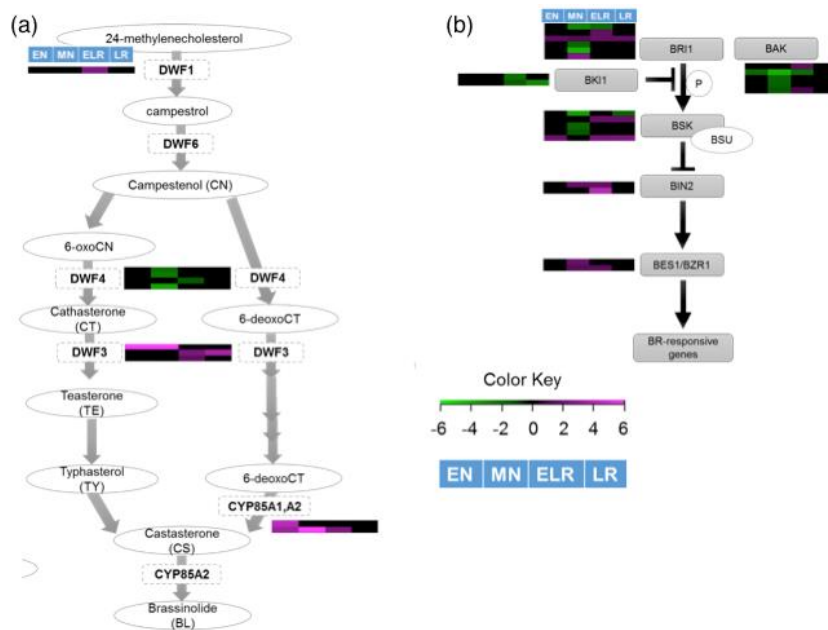 (a)
24-methylenecholesterol
EN MN ELR LR
DWF1
campestrol
DWF6
Campestenol (CN)
6-oxoCN
DWF4
DWF4
Cathasterone
(CT)
6-deoxoCT
DWF3
DWF3
Teasterone
(TE)
Typhasterol
(TY)
6-deoxoCT
CYP85A1,A2
Castasterone
(CS)
CYP85A2
Brassinolide
(BL)
(b)
EN MN ELR LR
BRI1
BAK
BKI1
P
BSK
BSU
BIN2
BES1/BZR1
BR-responsive
genes
Color Key
-6 -4 -2 0 2 4 6
EN MN ELR LR